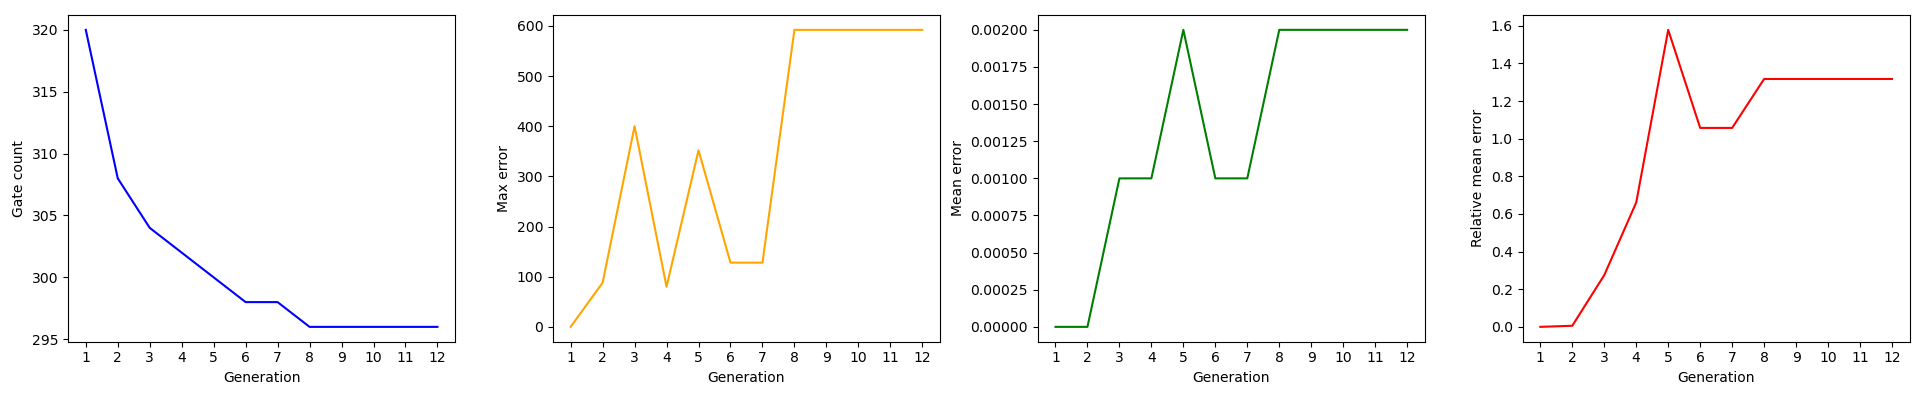 Gate count
320
315
310
305
300
295
1 2 3 4 5 6 7 8 9 10 11 12
Generation
Max error
600
500
400
300
200
100
0
1 2 3 4 5 6 7 8 9 10 11 12
Generation
Mean error
0.00200
0.00175
0.00150
0.00125
0.00100
0.00075
0.00050
0.00025
0.00000
1 2 3 4 5 6 7 8 9 10 11 12
Generation
Relative mean error
1.6
1.4
1.2
1.0
0.8
0.6
0.4
0.2
0.0
1 2 3 4 5 6 7 8 9 10 11 12
Generation